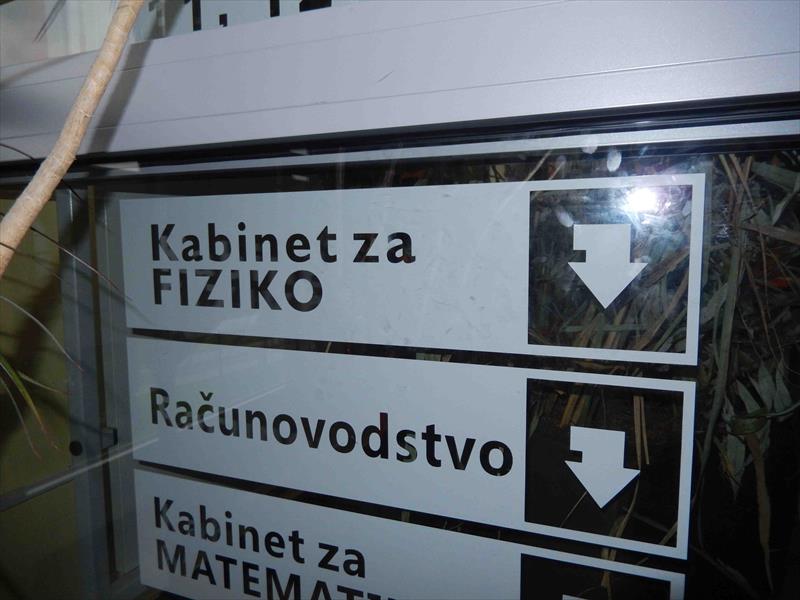 Kabinet za
FIZIKO
Računovodstvo
Kabinet za